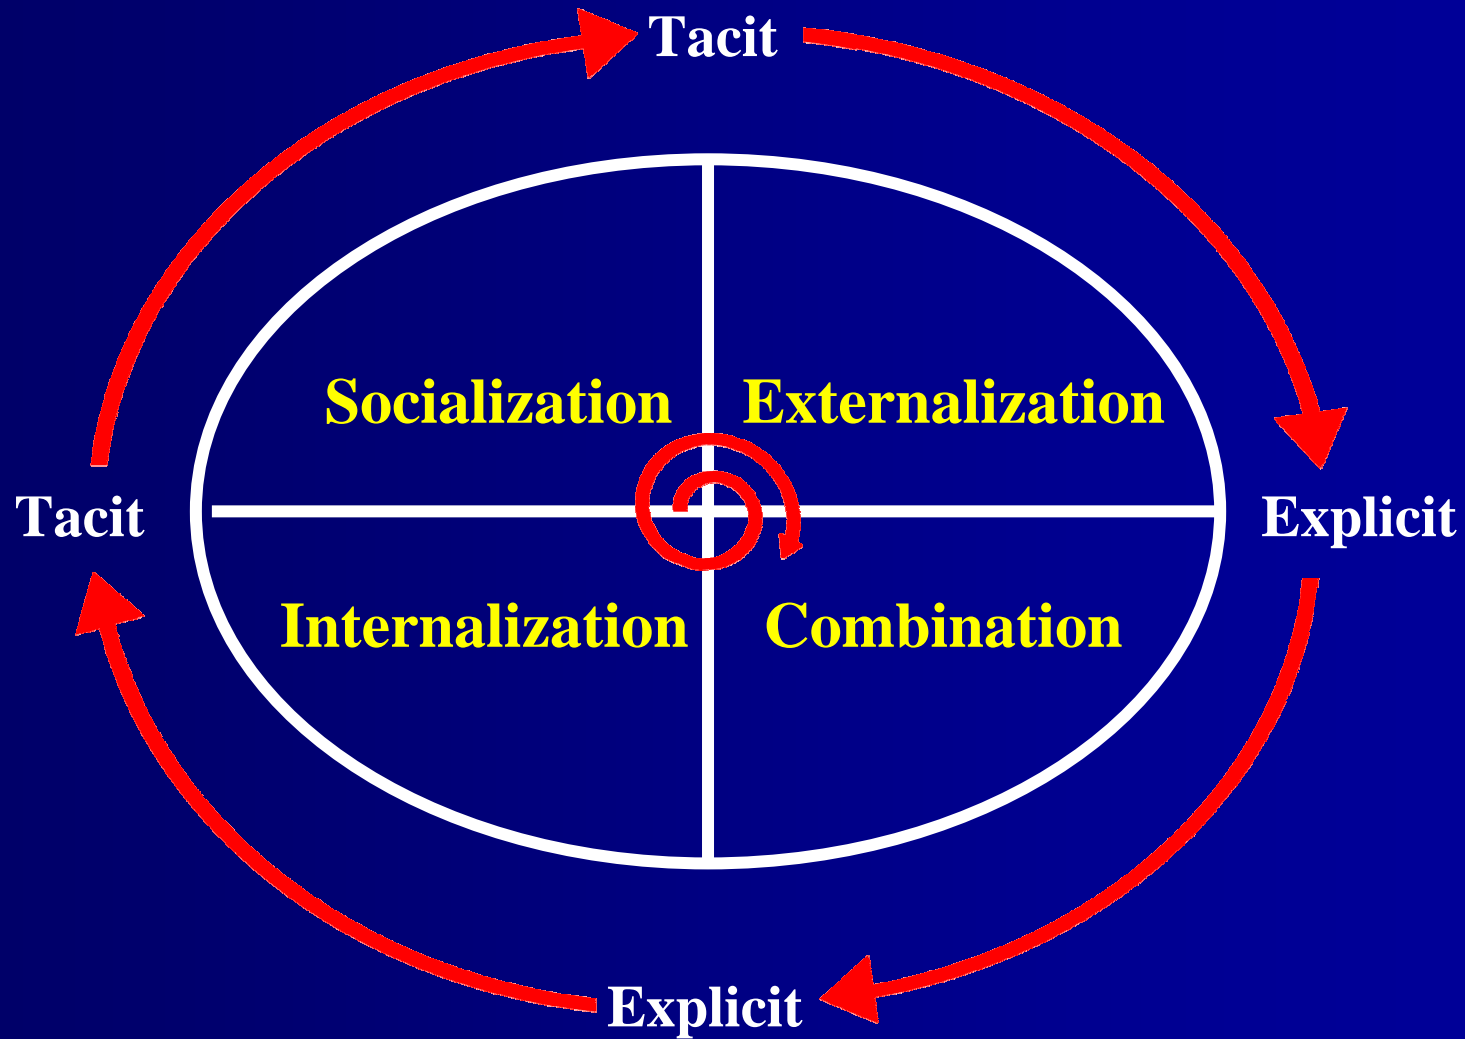 Tacit
Socialization Externalization
Tacit Explicit
Internalization Combination
Explicit